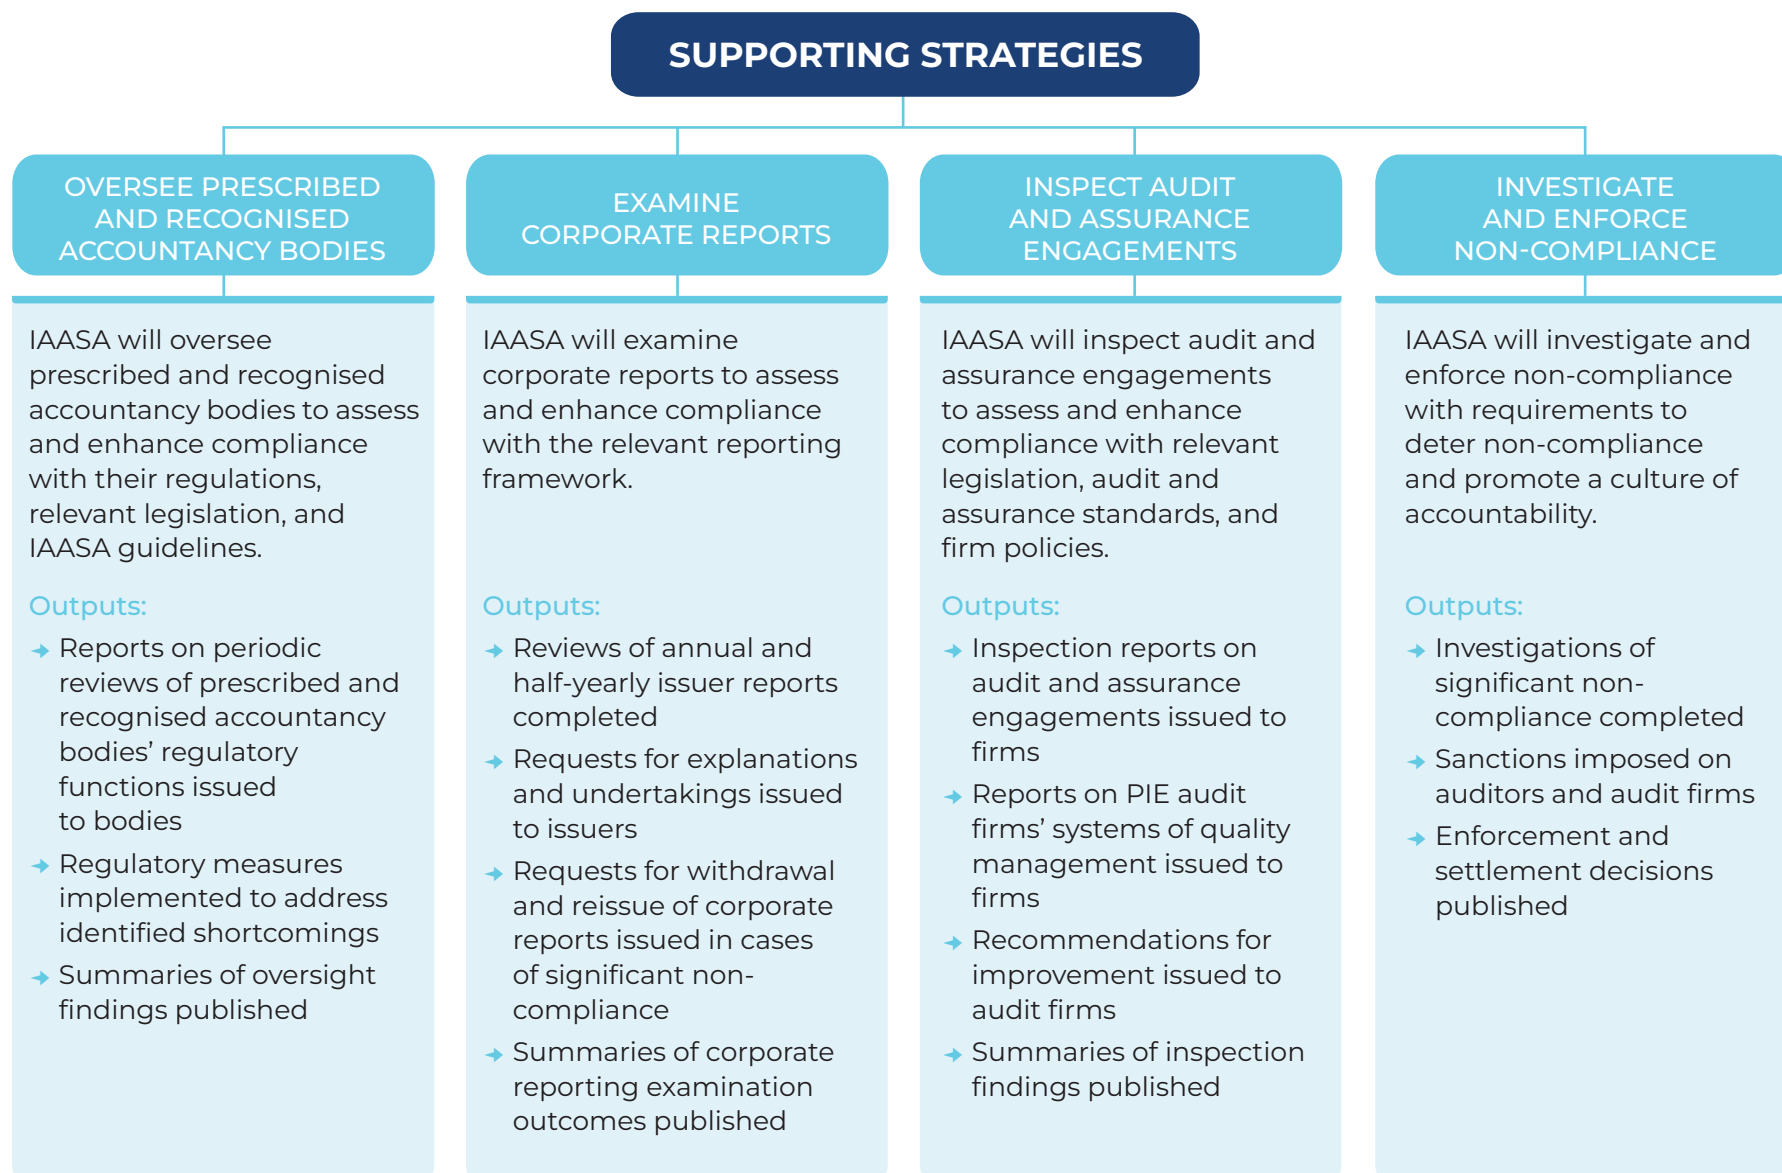 SUPPORTING STRATEGIES
OVERSEE PRESCRIBED
AND RECOGNISED
ACCOUNTANCY BODIES
IAASA will oversee
prescribed and recognised
accountancy bodies to assess
and enhance compliance
with their regulations,
relevant legislation, and
IAASA guidelines.
Outputs:
Reports on periodic
reviews of prescribed and
recognised accountancy
bodies’ regulatory
functions issued
to bodies
Regulatory measures
implemented to address
identified shortcomings
Summaries of oversight
findings published
EXAMINE
CORPORATE REPORTS
IAASA will examine
corporate reports to assess
and enhance compliance
with the relevant reporting
framework.
Outputs:
Reviews of annual and
half-yearly issuer reports
completed
Requests for explanations
and undertakings issued
to issuers
Requests for withdrawal
and reissue of corporate
reports issued in cases
of significant non-
compliance
Summaries of corporate
reporting examination
outcomes published
INSPECT AUDIT
AND ASSURANCE
ENGAGEMENTS
IAASA will inspect audit and
assurance engagements
to assess and enhance
compliance with relevant
legislation, audit and
assurance standards, and
firm policies.
Outputs:
Inspection reports on
audit and assurance
engagements issued to
firms
Reports on PIE audit
firms’ systems of quality
management issued to
firms
Recommendations for
improvement issued to
audit firms
Summaries of inspection
findings published
INVESTIGATE
AND ENFORCE
NON-COMPLIANCE
IAASA will investigate and
enforce non-compliance
with requirements to
deter non-compliance
and promote a culture of
accountability.
Outputs:
Investigations of
significant non-
compliance completed
Sanctions imposed on
auditors and audit firms
Enforcement and
settlement decisions
published